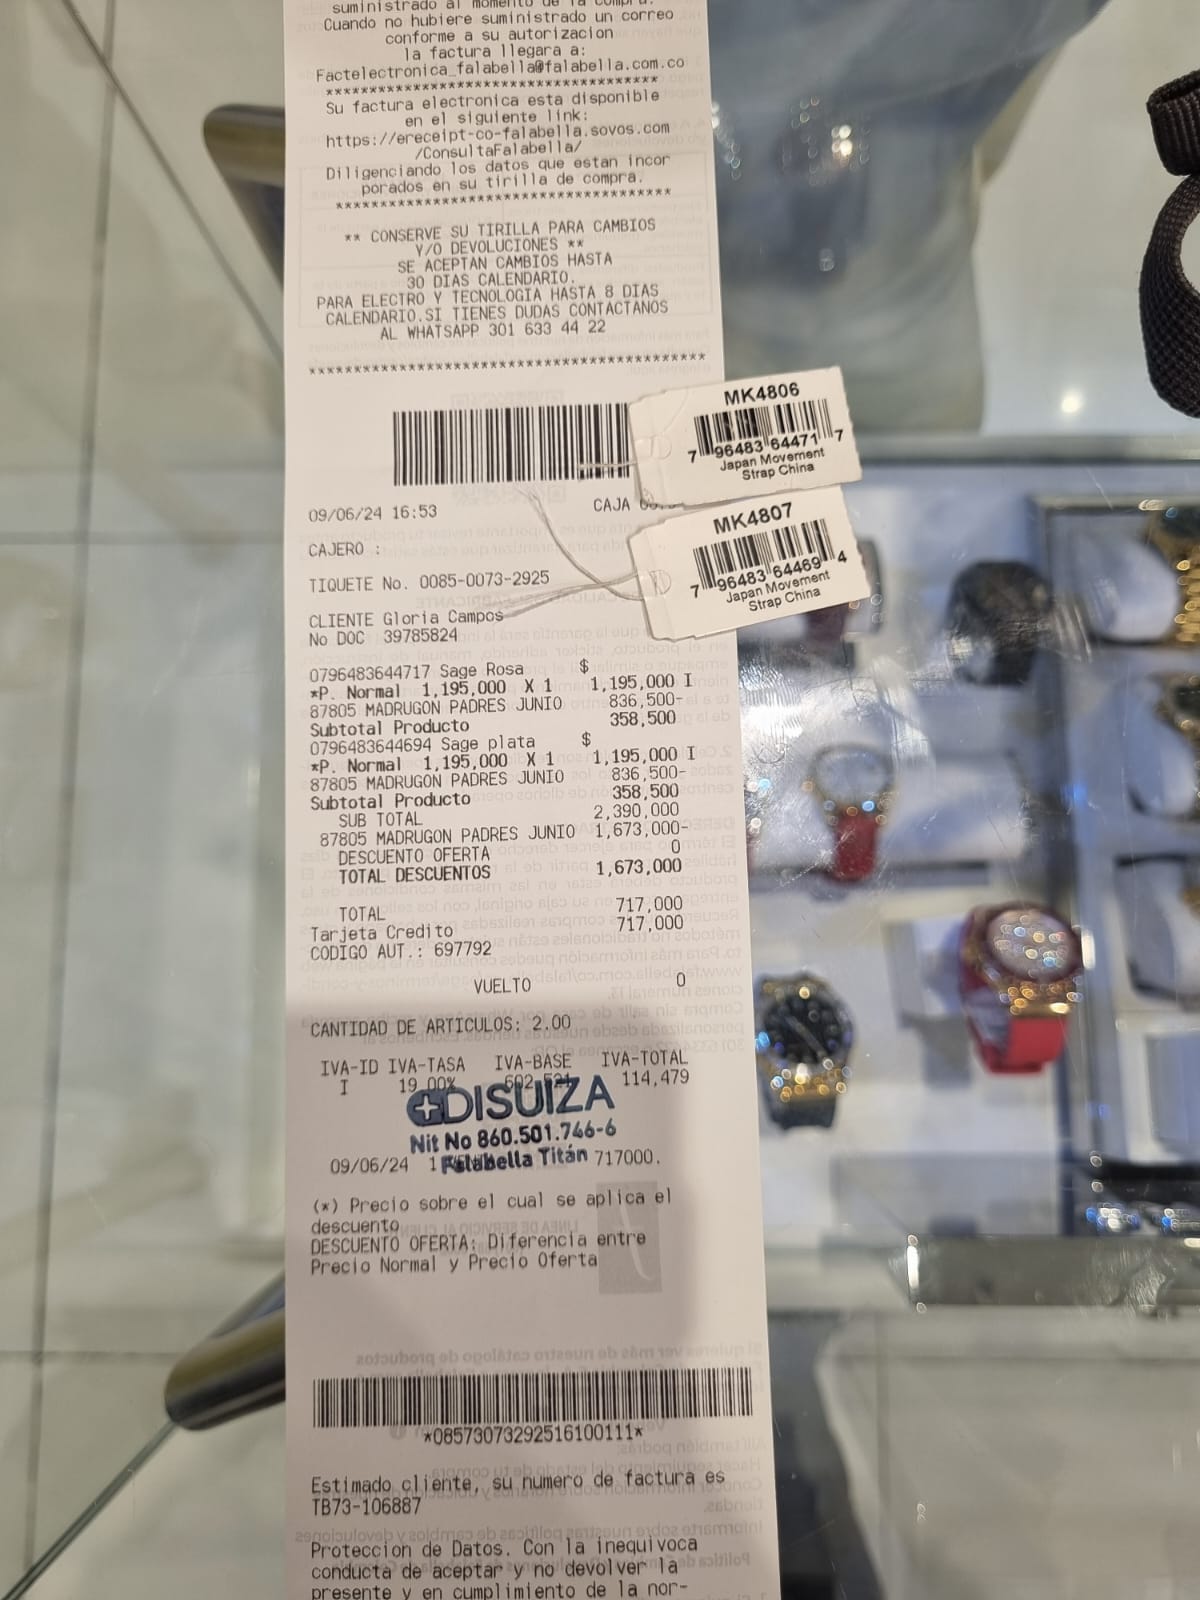 suministrado al momento de la compra.
Cuando no hubiere suministrado un correo
conforme a su autorizacion
la factura llegara a:
Factelectronica_falabella@falabella.com.co
*************************************
Su factura electronica esta disponible
en el siguiente link:
https://ereceipt-co-falabella.sovos.com
/ConsultaFalabella/
Diligenciando los datos que estan incor
porados en su tirilla de compra.
*************************************
** CONSERVE SU TIRILLA PARA CAMBIOS
Y/O DEVOLUCIONES **
SE ACEPTAN CAMBIOS HASTA
30 DIAS CALENDARIO.
PARA ELECTRO Y TECNOLOGIA HASTA 8 DIAS
CALENDARIO.SI TIENES DUDAS CONTACTANOS
AL WHATSAPP 301 633 44 22
********************************************
MK4806
7 96483 64471 7
Japan Movement
Strap China
MK4807
7 96483 64469 4
Japan Movement
Strap China
09/06/24 16:53 CAJA
CAJERO :
TIQUETE No. 0085-0073-2925
CLIENTE Gloria Campos
No DOC 39785824
0796483644717 Sage Rosa $
*P. Normal 1,195,000 X 1 1,195,000 I
87805 MADRUGON PADRES JUNIO 836,500-
Subtotal Producto 358,500
0796483644694 Sage plata $
*P. Normal 1,195,000 X 1 1,195,000 I
87805 MADRUGON PADRES JUNIO 836,500-
Subtotal Producto 358,500
SUB TOTAL 2,390,000
87805 MADRUGON PADRES JUNIO 1,673,000-
DESCUENTO OFERTA 0
TOTAL DESCUENTOS 1,673,000
TOTAL 717,000
Tarjeta Credito 717,000
CODIGO AUT.: 697792
VUELTO 0
CANTIDAD DE ARTICULOS: 2.00
IVA-ID IVA-TASA IVA-BASE IVA-TOTAL
I 19.00% 602,521 114,479
DISUIZA
Nit No 860.501.746-6
Falabella Titán
09/06/24 717000.
(*) Precio sobre el cual se aplica el
descuento
DESCUENTO OFERTA: Diferencia entre
Precio Normal y Precio Oferta
*08573073292516100111*
Estimado cliente, su numero de factura es
TB73-106887
Proteccion de Datos. Con la inequivoca
conducta de aceptar y no devolver la
presente y en cumplimiento de la nor-